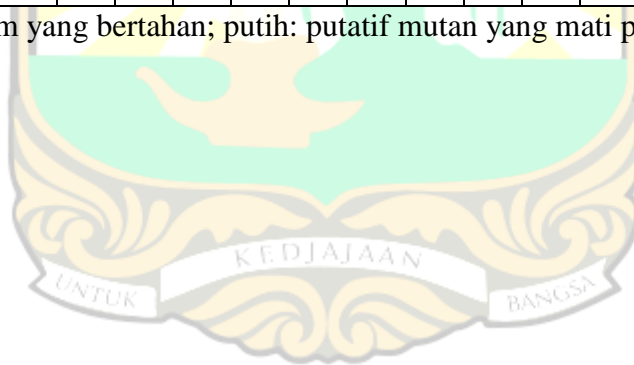 m yang bertahan; putih: putatif mutan yang mati p
KEDJAJAAN
UNTUK
BANGSA